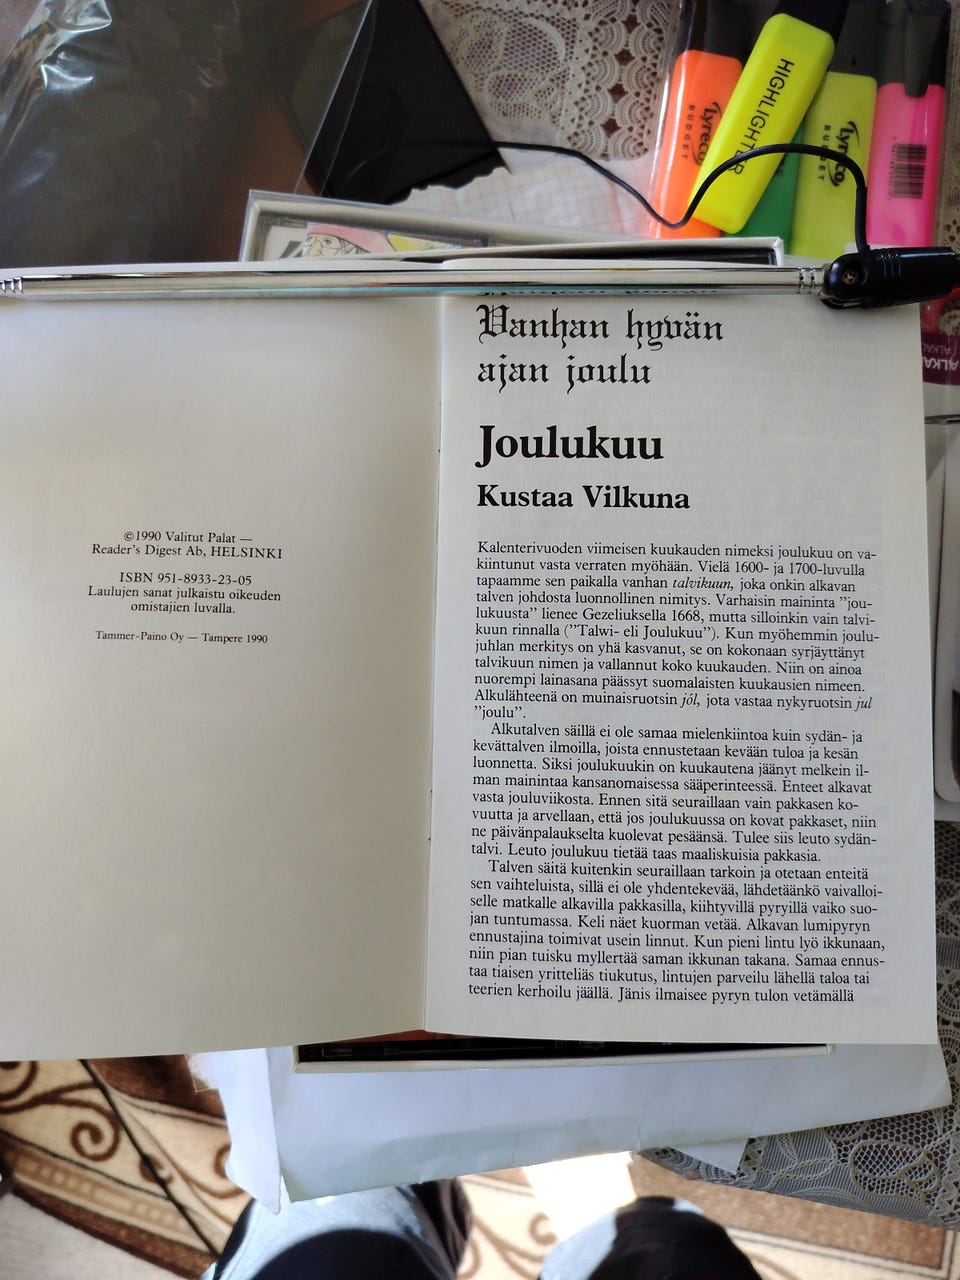 HIGHLIGHTER
lyreco
BUDGET
lyreco
BUDGET
ALKA
Vanhan hyvän
ajan joulu
Joulukuu
Kustaa Vilkuna
©1990 Valitut Palat —
Reader's Digest Ab, HELSINKI
ISBN 951-8933-23-05
Laulujen sanat julkaistu oikeuden
omistajien luvalla.
Tammer-Paino Oy — Tampere 1990
Kalenterivuoden viimeisen kuukauden nimeksi joulukuu on va-
kiintunut vasta verraten myöhään. Vielä 1600- ja 1700-luvulla
tapaamme sen paikalla vanhan talvikuun, joka onkin alkavan
talven johdosta luonnollinen nimitys. Varhaisin maininta ”jou-
lukuusta” lienee Gezeliuksella 1668, mutta silloinkin vain talvi-
kuun rinnalla (”Talwi- eli Joulukuu”). Kun myöhemmin joulu-
juhlan merkitys on yhä kasvanut, se on kokonaan syrjäyttänyt
talvikuun nimen ja vallannut koko kuukauden. Niin on ainoa
nuorempi lainasana päässyt suomalaisten kuukausien nimeen.
Alkulähteenä on muinaisruotsin jól, jota vastaa nykyruotsin jul
”joulu”.
Alkutalven säillä ei ole samaa mielenkiintoa kuin sydän- ja
kevättalven ilmoilla, joista ennustetaan kevään tuloa ja kesän
luonnetta. Siksi joulukuukin on kuukautena jäänyt melkein il-
man mainintaa kansanomaisessa sääperinteessä. Enteet alkavat
vasta jouluviikosta. Ennen sitä seuraillaan vain pakkasen ko-
vuutta ja arvellaan, että jos joulukuussa on kovat pakkaset, niin
ne päivänpalaukselta kuolevat pesäänsä. Tulee siis leuto sydän-
talvi. Leuto joulukuu tietää taas maaliskuisia pakkasia.
Talven säitä kuitenkin seuraillaan tarkoin ja otetaan enteitä
sen vaihteluista, sillä ei ole yhdentekevää, lähdetäänkö vaivalloi-
selle matkalle alkavilla pakkasilla, kiihtyvillä pyryillä vaiko suo-
jan tuntumassa. Keli näet kuorman vetää. Alkavan lumipyryn
ennustajina toimivat usein linnut. Kun pieni lintu lyö ikkunaan,
niin pian tuisku myllertää saman ikkunan takana. Samaa ennus-
taa tiaisen yritteliäs tiukutus, lintujen parveilu lähellä taloa tai
teerien kerhoilu jäällä. Jänis ilmaisee pyryn tulon vetämällä